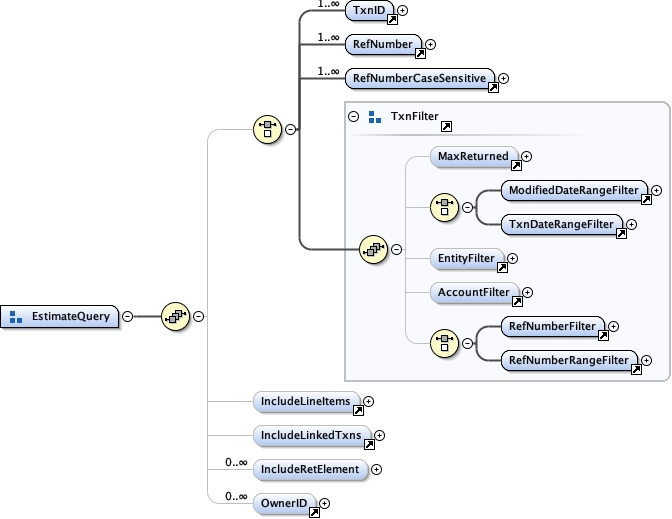 1..∞
TxnID
1..∞
RefNumber
1..∞
RefNumberCaseSensitive
TxnFilter
MaxReturned
ModifiedDateRangeFilter
TxnDateRangeFilter
EntityFilter
AccountFilter
RefNumberFilter
RefNumberRangeFilter
EstimateQuery
IncludeLineItems
IncludeLinkedTxns
0..∞
IncludeRetElement
0..∞
OwnerID